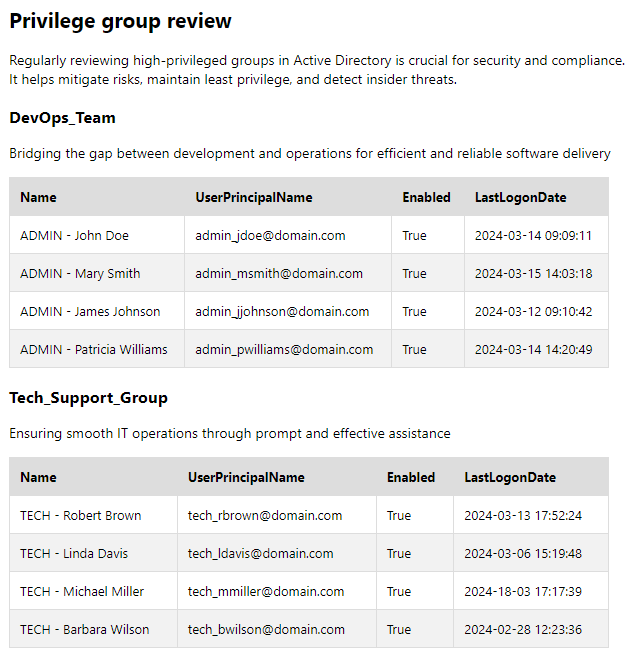 Privilege group review
Regularly reviewing high-privileged groups in Active Directory is crucial for security and compliance.
It helps mitigate risks, maintain least privilege, and detect insider threats.
DevOps_Team
Bridging the gap between development and operations for efficient and reliable software delivery
Name UserPrincipalName Enabled LastLogonDate
ADMIN - John Doe admin_jdoe@domain.com True 2024-03-14 09:09:11
ADMIN - Mary Smith admin_msmith@domain.com True 2024-03-15 14:03:18
ADMIN - James Johnson admin_jjohnson@domain.com True 2024-03-12 09:10:42
ADMIN - Patricia Williams admin_pwilliams@domain.com True 2024-03-14 14:20:49
Tech_Support_Group
Ensuring smooth IT operations through prompt and effective assistance
Name UserPrincipalName Enabled LastLogonDate
TECH - Robert Brown tech_rbrown@domain.com True 2024-03-13 17:52:24
TECH - Linda Davis tech_ldavis@domain.com True 2024-03-06 15:19:48
TECH - Michael Miller tech_mmiller@domain.com True 2024-18-03 17:17:39
TECH - Barbara Wilson tech_bwilson@domain.com True 2024-02-28 12:23:36